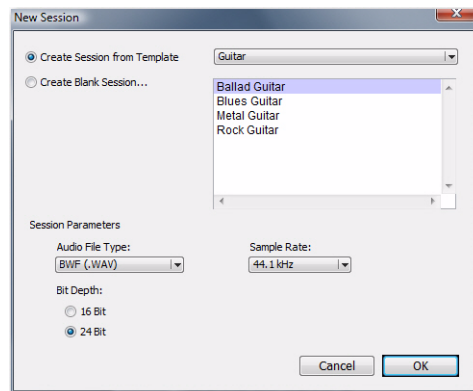 New Session
Create Session from Template
Guitar
Create Blank Session...
Ballad Guitar
Blues Guitar
Metal Guitar
Rock Guitar
Session Parameters
Audio File Type:
Sample Rate:
BWF (.WAV)
44.1 kHz
Bit Depth:
16 Bit
24 Bit
Cancel
OK